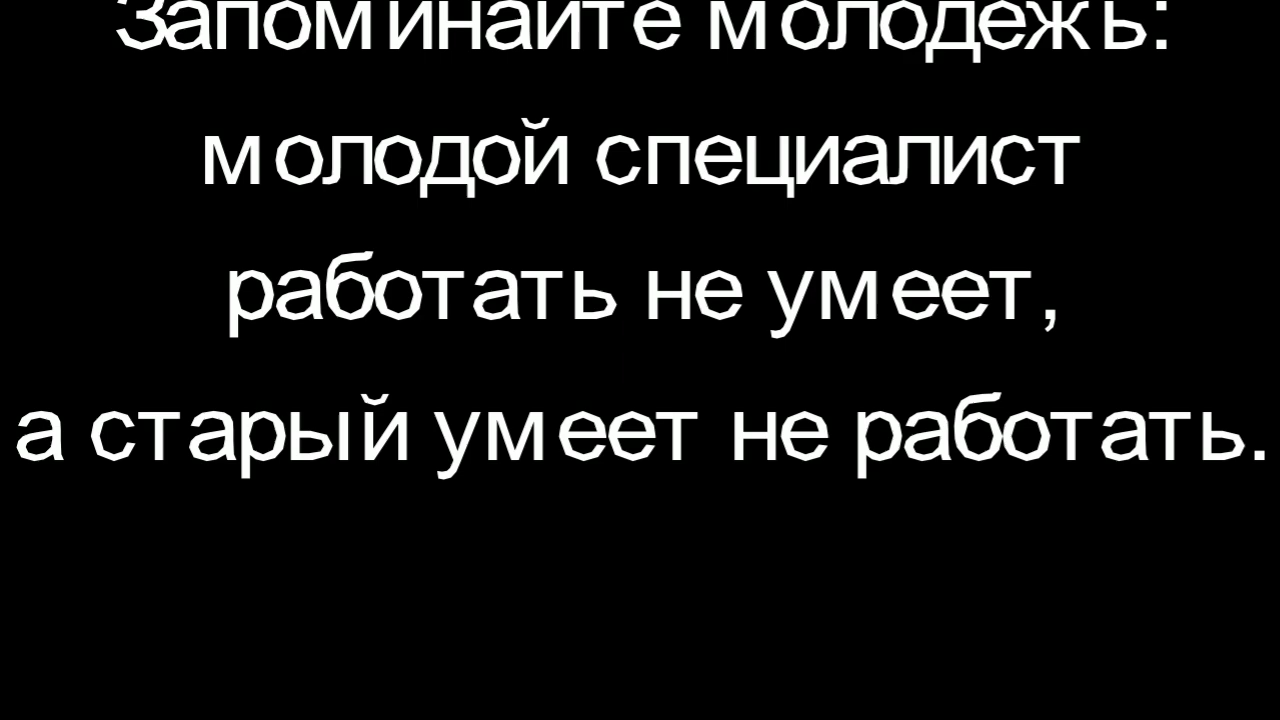 Запоминайте молодежь:
молодой специалист
работать не умеет,
а старый умеет не работать.